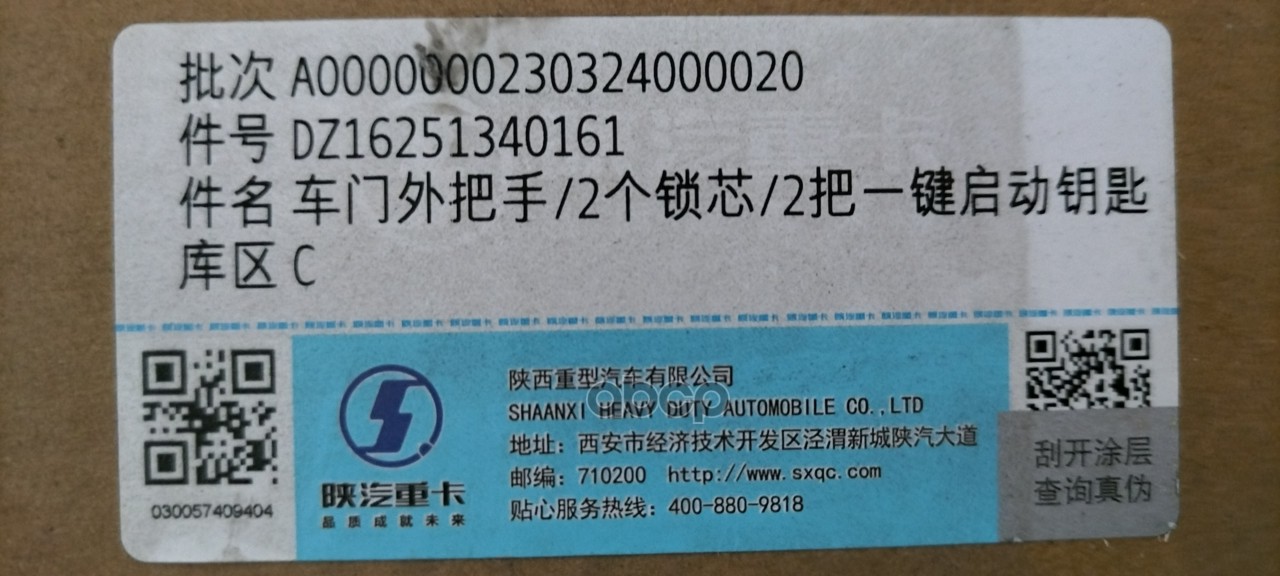 批次 A0000000230324000020
件号 DZ16251340161
件名 车门外把手/2个锁芯/2把一键启动钥匙
库区 C
030057409404
陕汽重卡
品质成就未来
陕西重型汽车有限公司
SHAANXI HEAVY DUTY AUTOMOBILE CO.,LTD
地址：西安市经济技术开发区泾渭新城陕汽大道
邮编：710200 http://www.sxqc.com
贴心服务热线：400-880-9818
刮开涂层
查询真伪
abcp